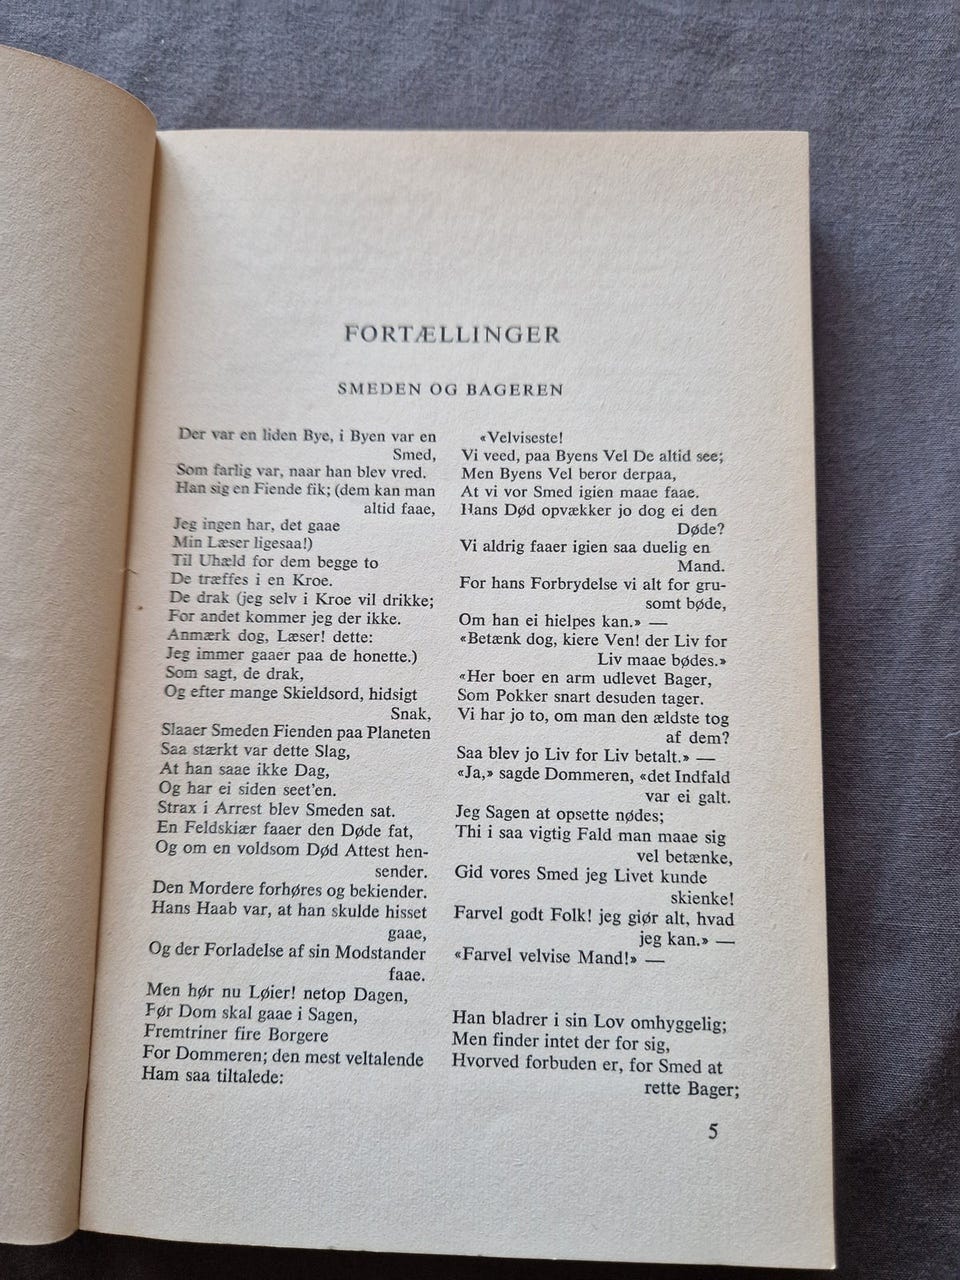 FORTÆLLINGER
SMEDEN OG BAGEREN
Der var en liden Bye, i Byen var en
Smed,
Som farlig var, naar han blev vred.
Han sig en Fiende fik; (dem kan man
altid faae,
Jeg ingen har, det gaae
Min Læser ligesaa!)
Til Uhæld for dem begge to
De træffes i en Kroe.
De drak (jeg selv i Kroe vil drikke;
For andet kommer jeg der ikke.
Anmærk dog, Læser! dette:
Jeg immer gaaer paa de honette.)
Som sagt, de drak,
Og efter mange Skieldsord, hidsigt
Snak,
Slaaer Smeden Fienden paa Planeten
Saa stærkt var dette Slag,
At han saae ikke Dag,
Og har ei siden seet'en.
Strax i Arrest blev Smeden sat.
En Feldskiær faaer den Døde fat,
Og om en voldsom Død Attest hen-
sender.
Den Mordere forhøres og bekiender.
Hans Haab var, at han skulde hisset
gaae,
Og der Forladelse af sin Modstander
faae.
Men hør nu Løier! netop Dagen,
Før Dom skal gaae i Sagen,
Fremtriner fire Borgere
For Dommeren; den mest veltalende
Ham saa tiltalede:
«Velviseste!
Vi veed, paa Byens Vel De altid see;
Men Byens Vel beror derpaa,
At vi vor Smed igien maae faae.
Hans Død opvækker jo dog ei den
Døde?
Vi aldrig faaer igien saa duelig en
Mand.
For hans Forbrydelse vi alt for gru-
somt bøde,
Om han ei hielpes kan.» —
«Betænk dog, kiere Ven! der Liv for
Liv maae bødes.»
«Her boer en arm udlevet Bager,
Som Pokker snart desuden tager.
Vi har jo to, om man den ældste tog
af dem?
Saa blev jo Liv for Liv betalt.» —
«Ja,» sagde Dommeren, «det Indfald
var ei galt.
Jeg Sagen at opsette nødes;
Thi i saa vigtig Fald man maae sig
vel betænke,
Gid vores Smed jeg Livet kunde
skienke!
Farvel godt Folk! jeg giør alt, hvad
jeg kan.» —
«Farvel velvise Mand!» —
Han bladrer i sin Lov omhyggelig;
Men finder intet der for sig,
Hvorved forbuden er, for Smed at
rette Bager;
5